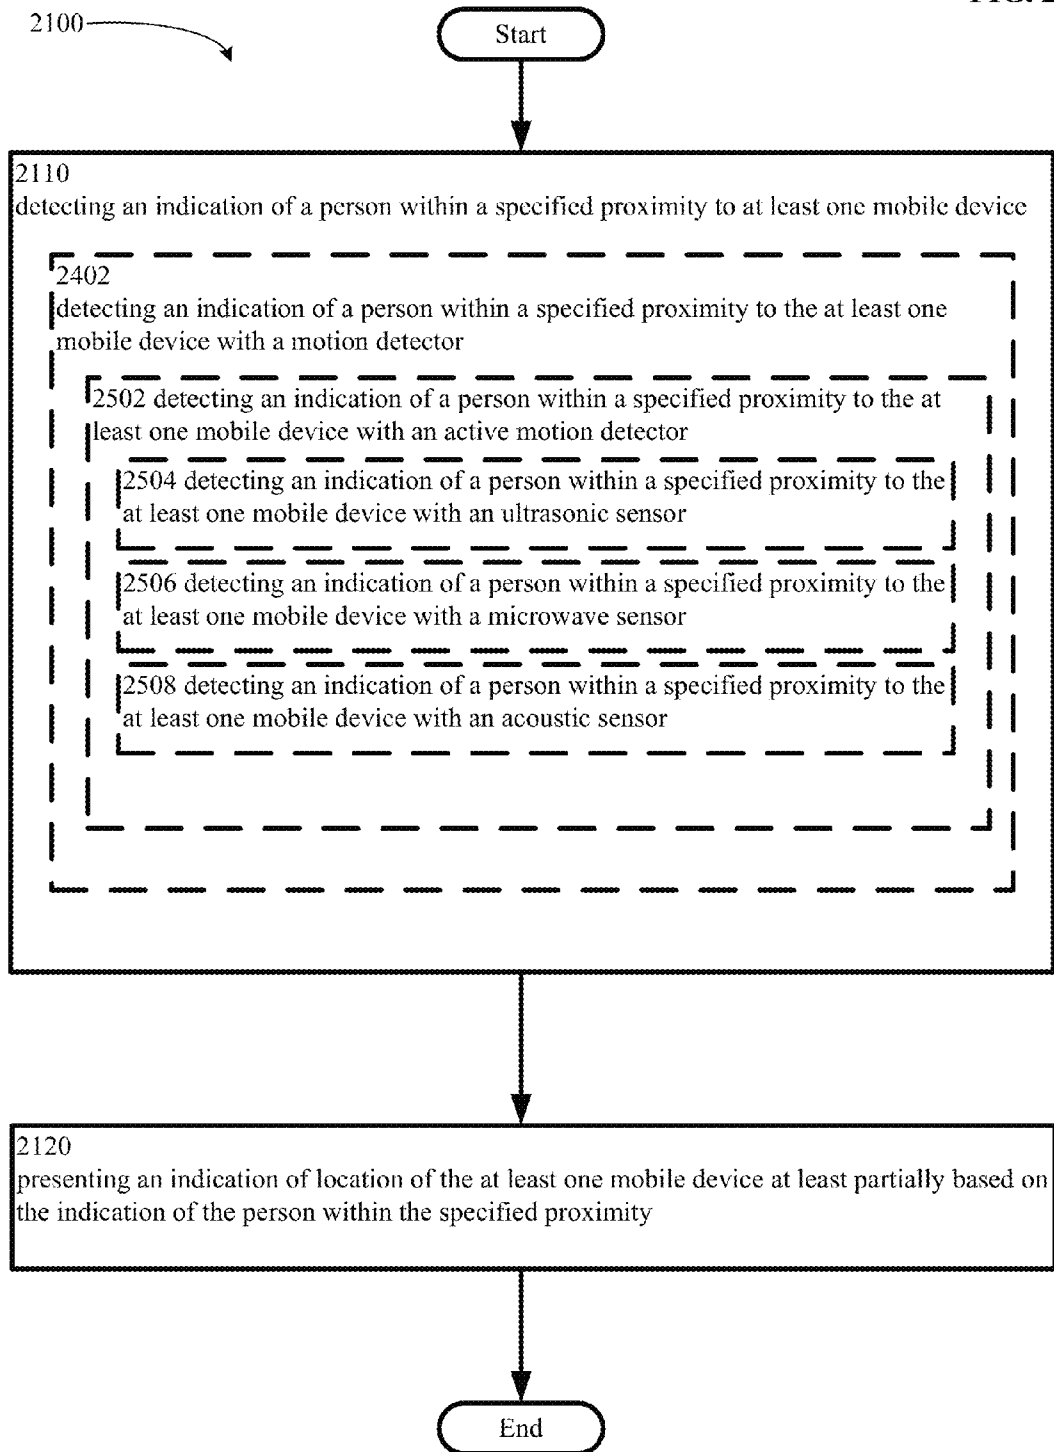 2100
Start
2110
detecting an indication of a person within a specified proximity to at least one mobile device
2402
detecting an indication of a person within a specified proximity to the at least one
mobile device with a motion detector
2502 detecting an indication of a person within a specified proximity to the at
least one mobile device with an active motion detector
2504 detecting an indication of a person within a specified proximity to the
at least one mobile device with an ultrasonic sensor
2506 detecting an indication of a person within a specified proximity to the
at least one mobile device with a microwave sensor
2508 detecting an indication of a person within a specified proximity to the
at least one mobile device with an acoustic sensor
2120
presenting an indication of location of the at least one mobile device at least partially based on
the indication of the person within the specified proximity
End